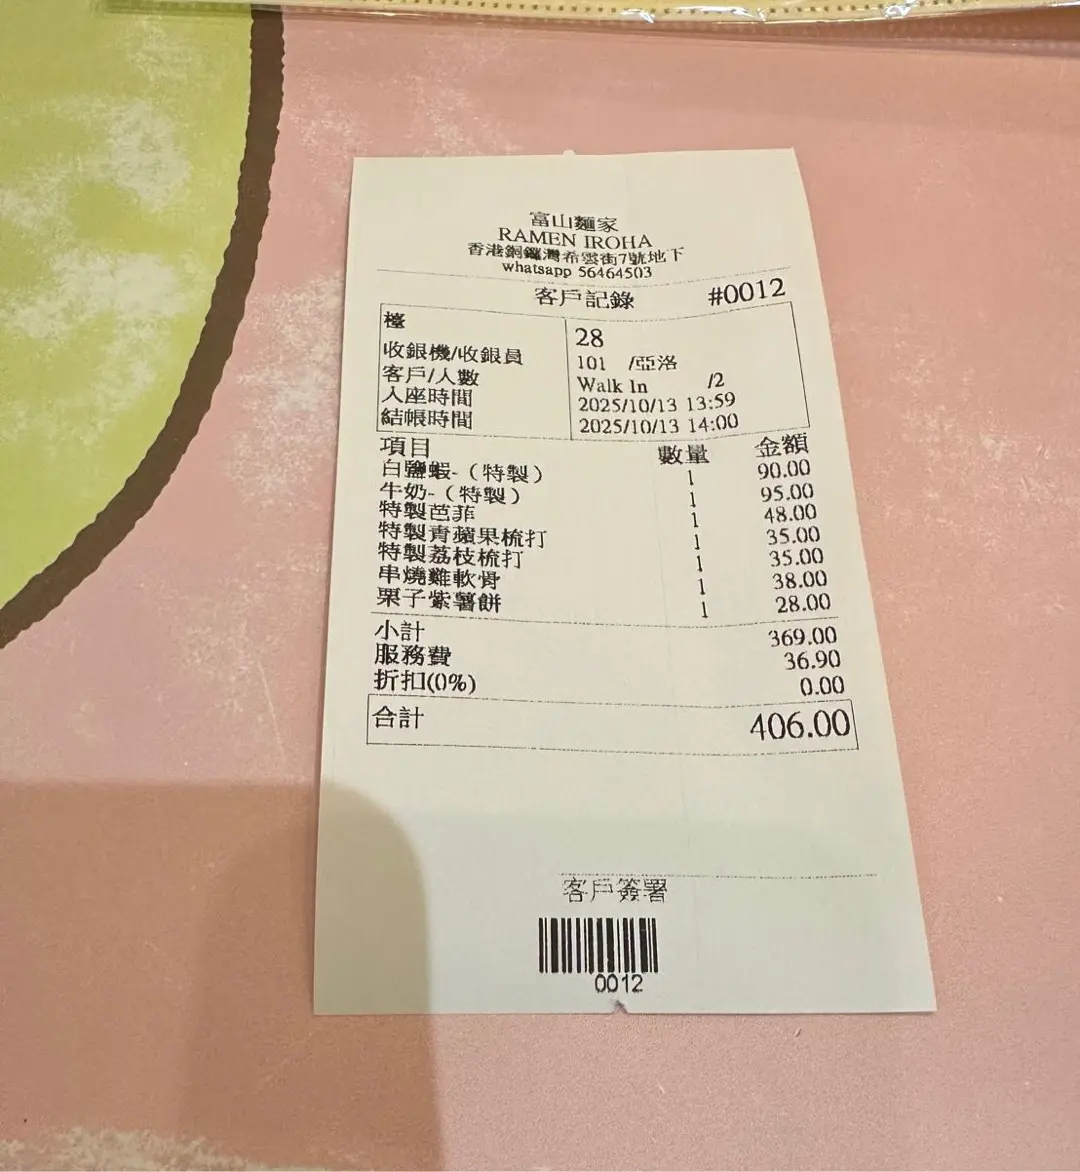 富山麵家
RAMEN IROHA
香港銅鑼灣希雲街7號地下
whatsapp 56464503
客戶記錄 #0012
檯 28
收銀機/收銀員 101 /亞洛
客戶/人數 Walk In /2
入座時間 2025/10/13 13:59
結帳時間 2025/10/13 14:00
項目 數量 金額
白鹽蝦-（特製） 1 90.00
牛奶-（特製） 1 95.00
特製芭菲 1 48.00
特製青蘋果梳打 1 35.00
特製荔枝梳打 1 35.00
串燒雞軟骨 1 38.00
栗子紫薯餅 1 28.00
小計 369.00
服務費 36.90
折扣(0%) 0.00
合計 406.00
客戶簽署
0012